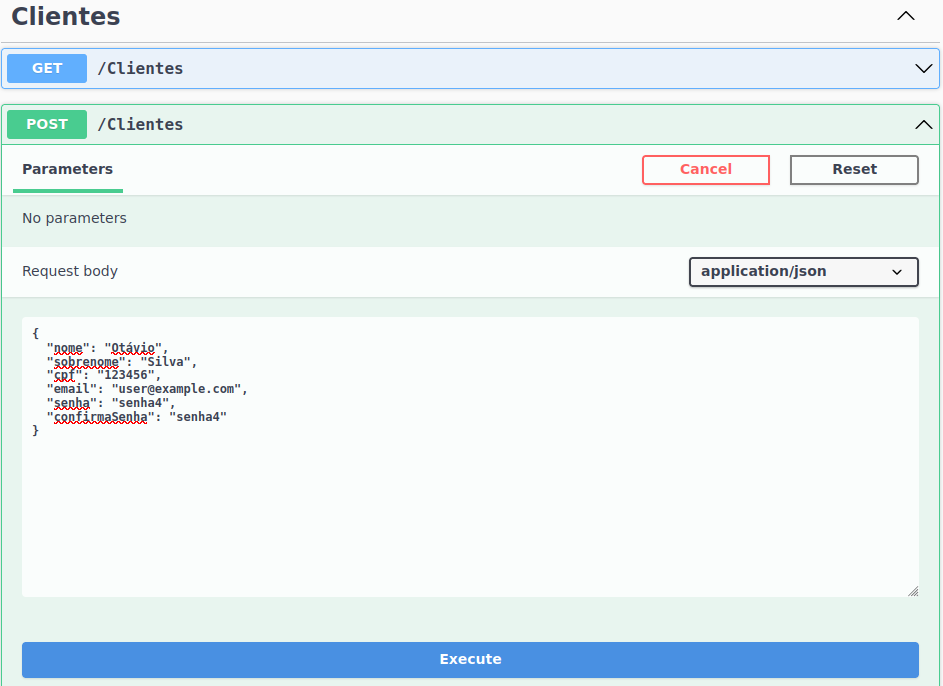 Clientes
GET /Clientes
POST /Clientes
Parameters Cancel Reset
No parameters
Request body application/json
{
  "nome": "Otávio",
  "sobrenome": "Silva",
  "cpf": "123456",
  "email": "user@example.com",
  "senha": "senha4",
  "confirmaSenha": "senha4"
}
Execute